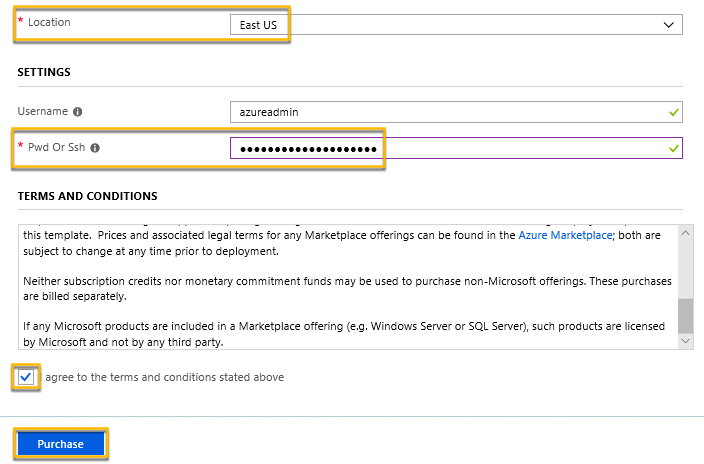 * Location
East US
SETTINGS
Username
azureadmin
* Pwd Or Ssh
●●●●●●●●●●●●●●●●●●●●
TERMS AND CONDITIONS
this template. Prices and associated legal terms for any Marketplace offerings can be found in the Azure Marketplace; both are
subject to change at any time prior to deployment.
Neither subscription credits nor monetary commitment funds may be used to purchase non-Microsoft offerings. These purchases
are billed separately.
If any Microsoft products are included in a Marketplace offering (e.g. Windows Server or SQL Server), such products are licensed
by Microsoft and not by any third party.
agree to the terms and conditions stated above
Purchase